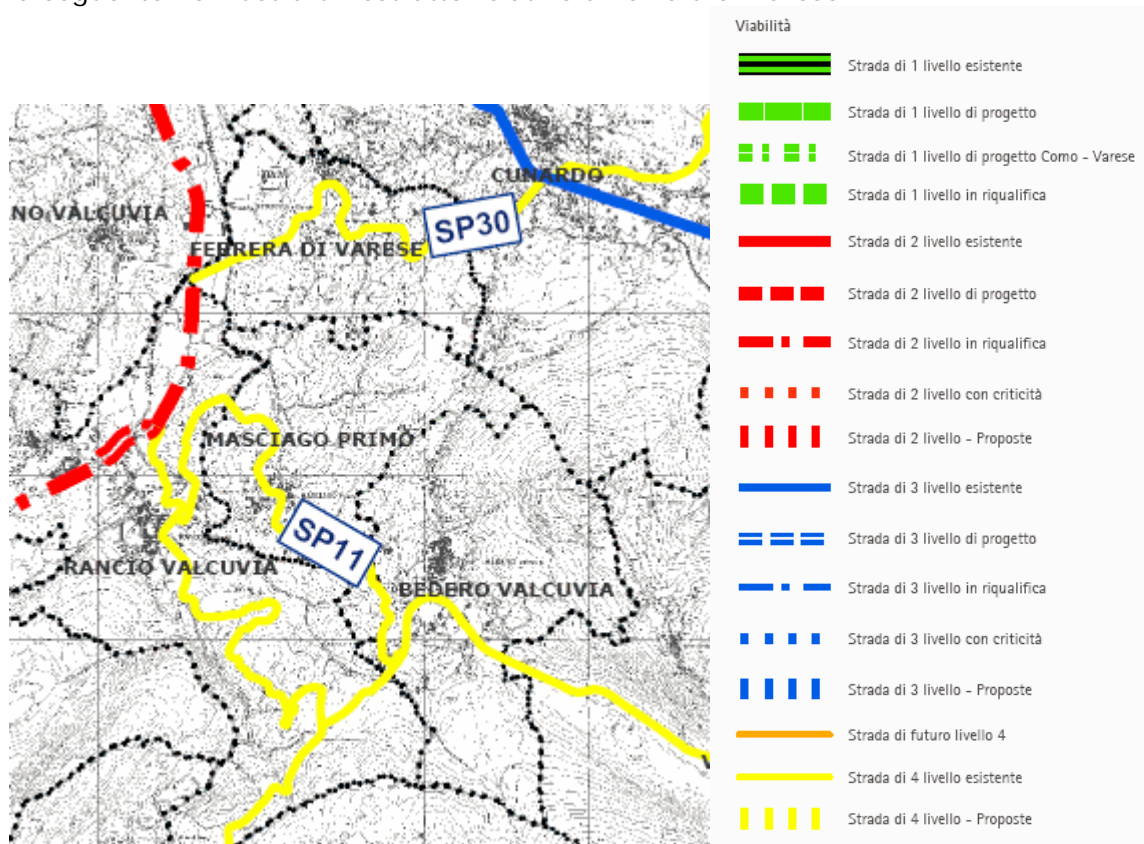 Viabilità
Strada di 1 livello esistente
Strada di 1 livello di progetto
Strada di 1 livello di progetto Como - Varese
Strada di 1 livello in riqualifica
Strada di 2 livello esistente
Strada di 2 livello di progetto
Strada di 2 livello in riqualifica
Strada di 2 livello con criticità
Strada di 2 livello - Proposte
Strada di 3 livello esistente
Strada di 3 livello di progetto
Strada di 3 livello in riqualifica
Strada di 3 livello con criticità
Strada di 3 livello - Proposte
Strada di futuro livello 4
Strada di 4 livello esistente
Strada di 4 livello - Proposte
CUNARDO
NO VALCUVIA
SP30
FERRERA DI VARESE
MASCIAGO PRIMO
SP11
RANCIO VALCUVIA
BEDERO VALCUVIA